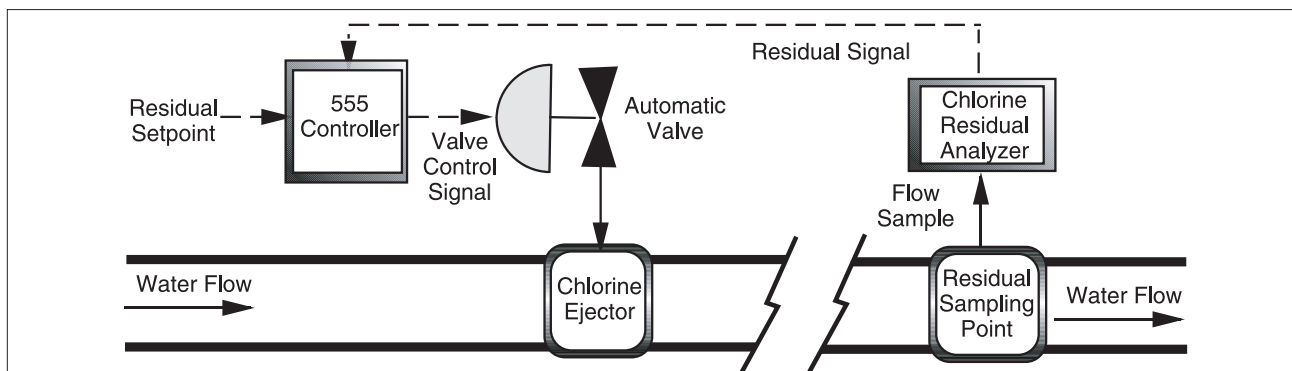 Residual Signal
Residual
Setpoint
555
Controller
Valve
Control
Signal
Automatic
Valve
Chlorine
Residual
Analyzer
Flow
Sample
Water Flow
Chlorine
Ejector
Residual
Sampling
Point
Water Flow